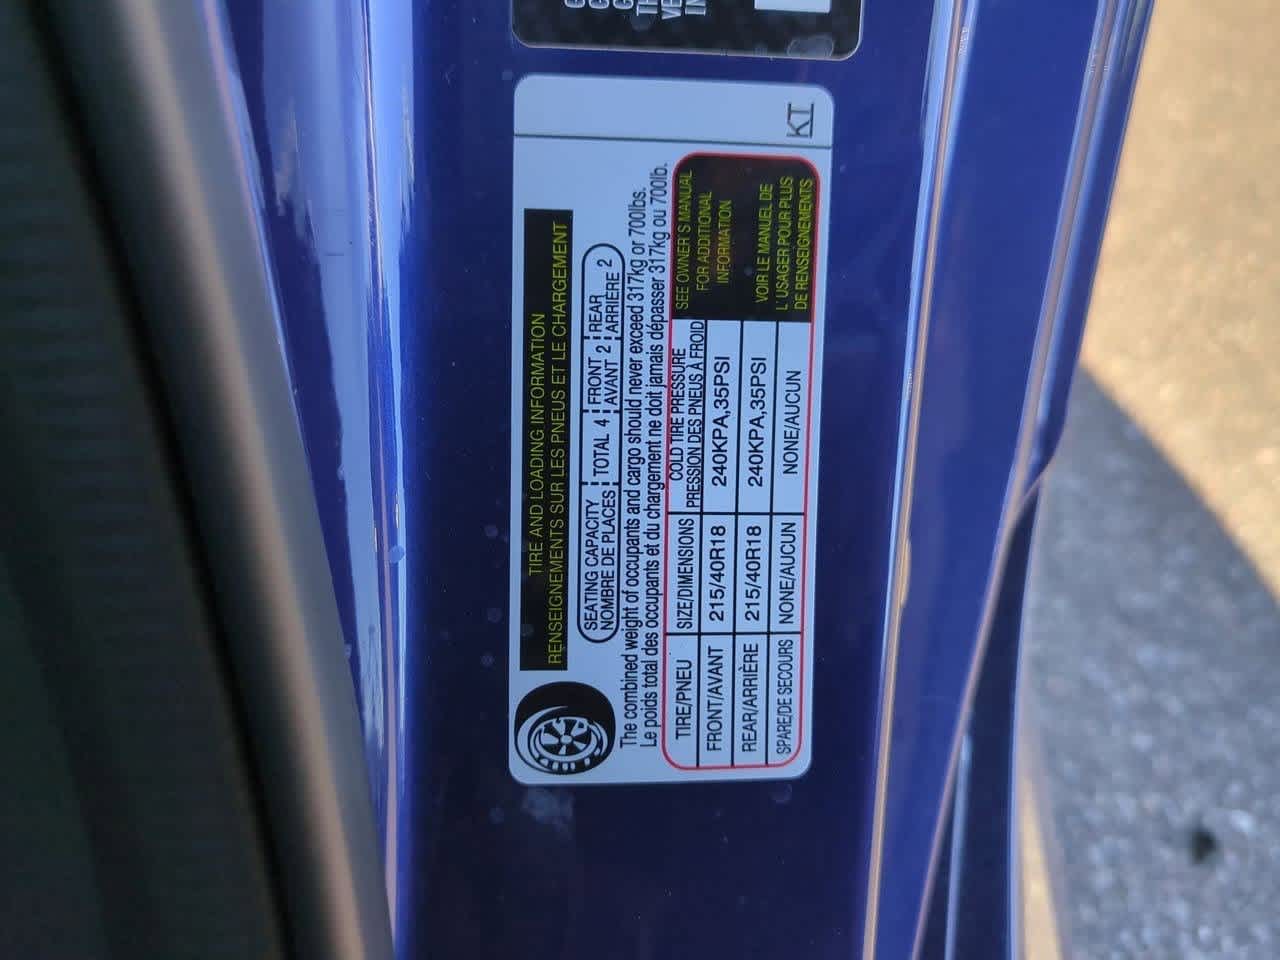 TIRE AND LOADING INFORMATION
RENSEIGNEMENTS SUR LES PNEUS ET LE CHARGEMENT
SEATING CAPACITY TOTAL 4 FRONT 2 REAR 2
NOMBRE DE PLACES AVANT ARRIÈRE
The combined weight of occupants and cargo should never exceed 317kg or 700lbs.
Le poids total des occupants et du chargement ne doit jamais dépasser 317kg ou 700lb.
TIRE/PNEU SIZE/DIMENSIONS COLD TIRE PRESSURE
PRESSION DES PNEUS À FROID
FRONT/AVANT 215/40R18 240KPA,35PSI
REAR/ARRIÈRE 215/40R18 240KPA,35PSI
SPARE/DE SECOURS NONE/AUCUN NONE/AUCUN
SEE OWNER'S MANUAL
FOR ADDITIONAL
INFORMATION
VOIR LE MANUEL DE
L'USAGER POUR PLUS
DE RENSEIGNEMENTS
KT